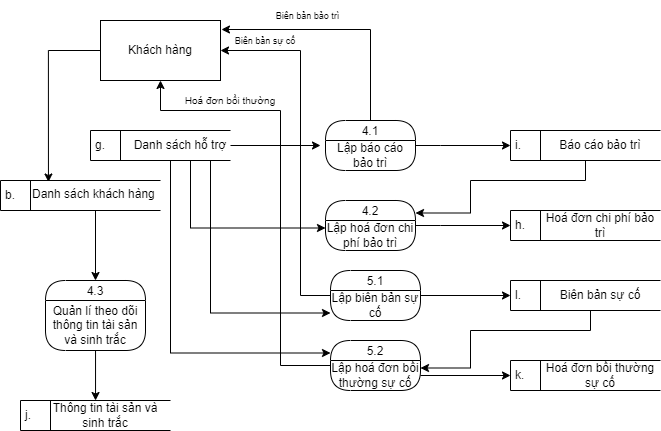 Biên bản bảo trì
Khách hàng
Biên bản sự cố
Hoá đơn bồi thường
g.
Danh sách hỗ trợ
4.1
Lập báo cáo
bảo trì
i.
Báo cáo bảo trì
b.
Danh sách khách hàng
4.2
Lập hoá đơn chi
phí bảo trì
h.
Hoá đơn chi phí bảo
trì
4.3
Quản lí theo dõi
thông tin tài sản
và sinh trắc
5.1
Lập biên bản sự
cố
l.
Biên bản sự cố
5.2
Lập hoá đơn bồi
thường sự cố
k.
Hoá đơn bồi thường
sự cố
j.
Thông tin tài sản và
sinh trắc